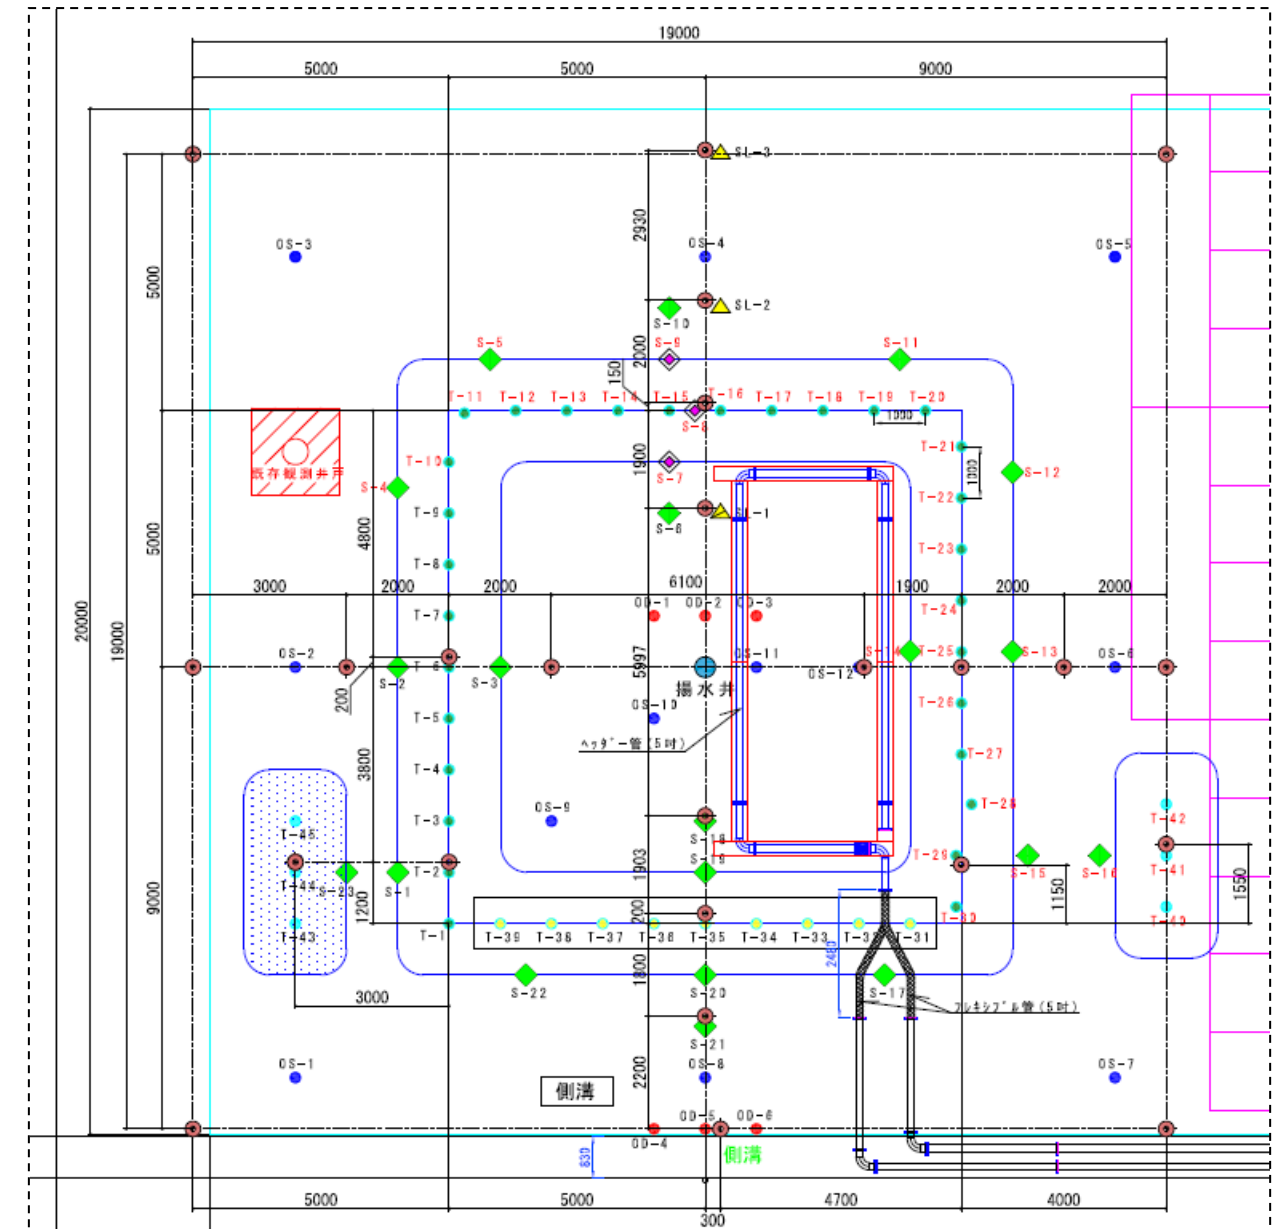 19000
5000
5000
9000
SL-3
OS-3
OS-4
OS-5
2930
5000
S-10
SL-2
S-5
S-9
S-11
2000
150
T-11
T-12
T-13
T-14
T-15
T-16
T-17
T-18
T-19
T-20
S-8
1000
T-21
T-10
1900
既存観測井戸
S-4
S-7
S-12
1000
T-22
T-9
SL-1
S-6
4800
5000
T-23
T-8
3000
2000
2000
6100
1900
2000
2000
OD-1
OD-2
OD-3
T-24
T-7
20000
19000
OS-2
T-6
5997
OS-11
S-14
T-25
S-13
OS-6
S-2
S-3
OS-12
揚水井
200
OS-10
T-26
T-5
ヘッダー管(5吋)
T-27
T-4
3800
OS-9
T-28
T-42
T-3
T-45
S-18
S-19
1903
T-29
S-15
S-16
T-41
T-2
T-44
S-23
S-1
1150
1550
9000
1200
200
T-30
T-40
T-43
T-1
T-39
T-38
T-37
T-36
T-35
T-34
T-33
T-32
T-31
2480
1800
S-22
S-20
S-17
3000
フレキシブル管(5吋)
S-21
OS-1
OS-8
OS-7
2200
側溝
OD-5
OD-6
OD-4
側溝
830
5000
5000
4700
4000
300